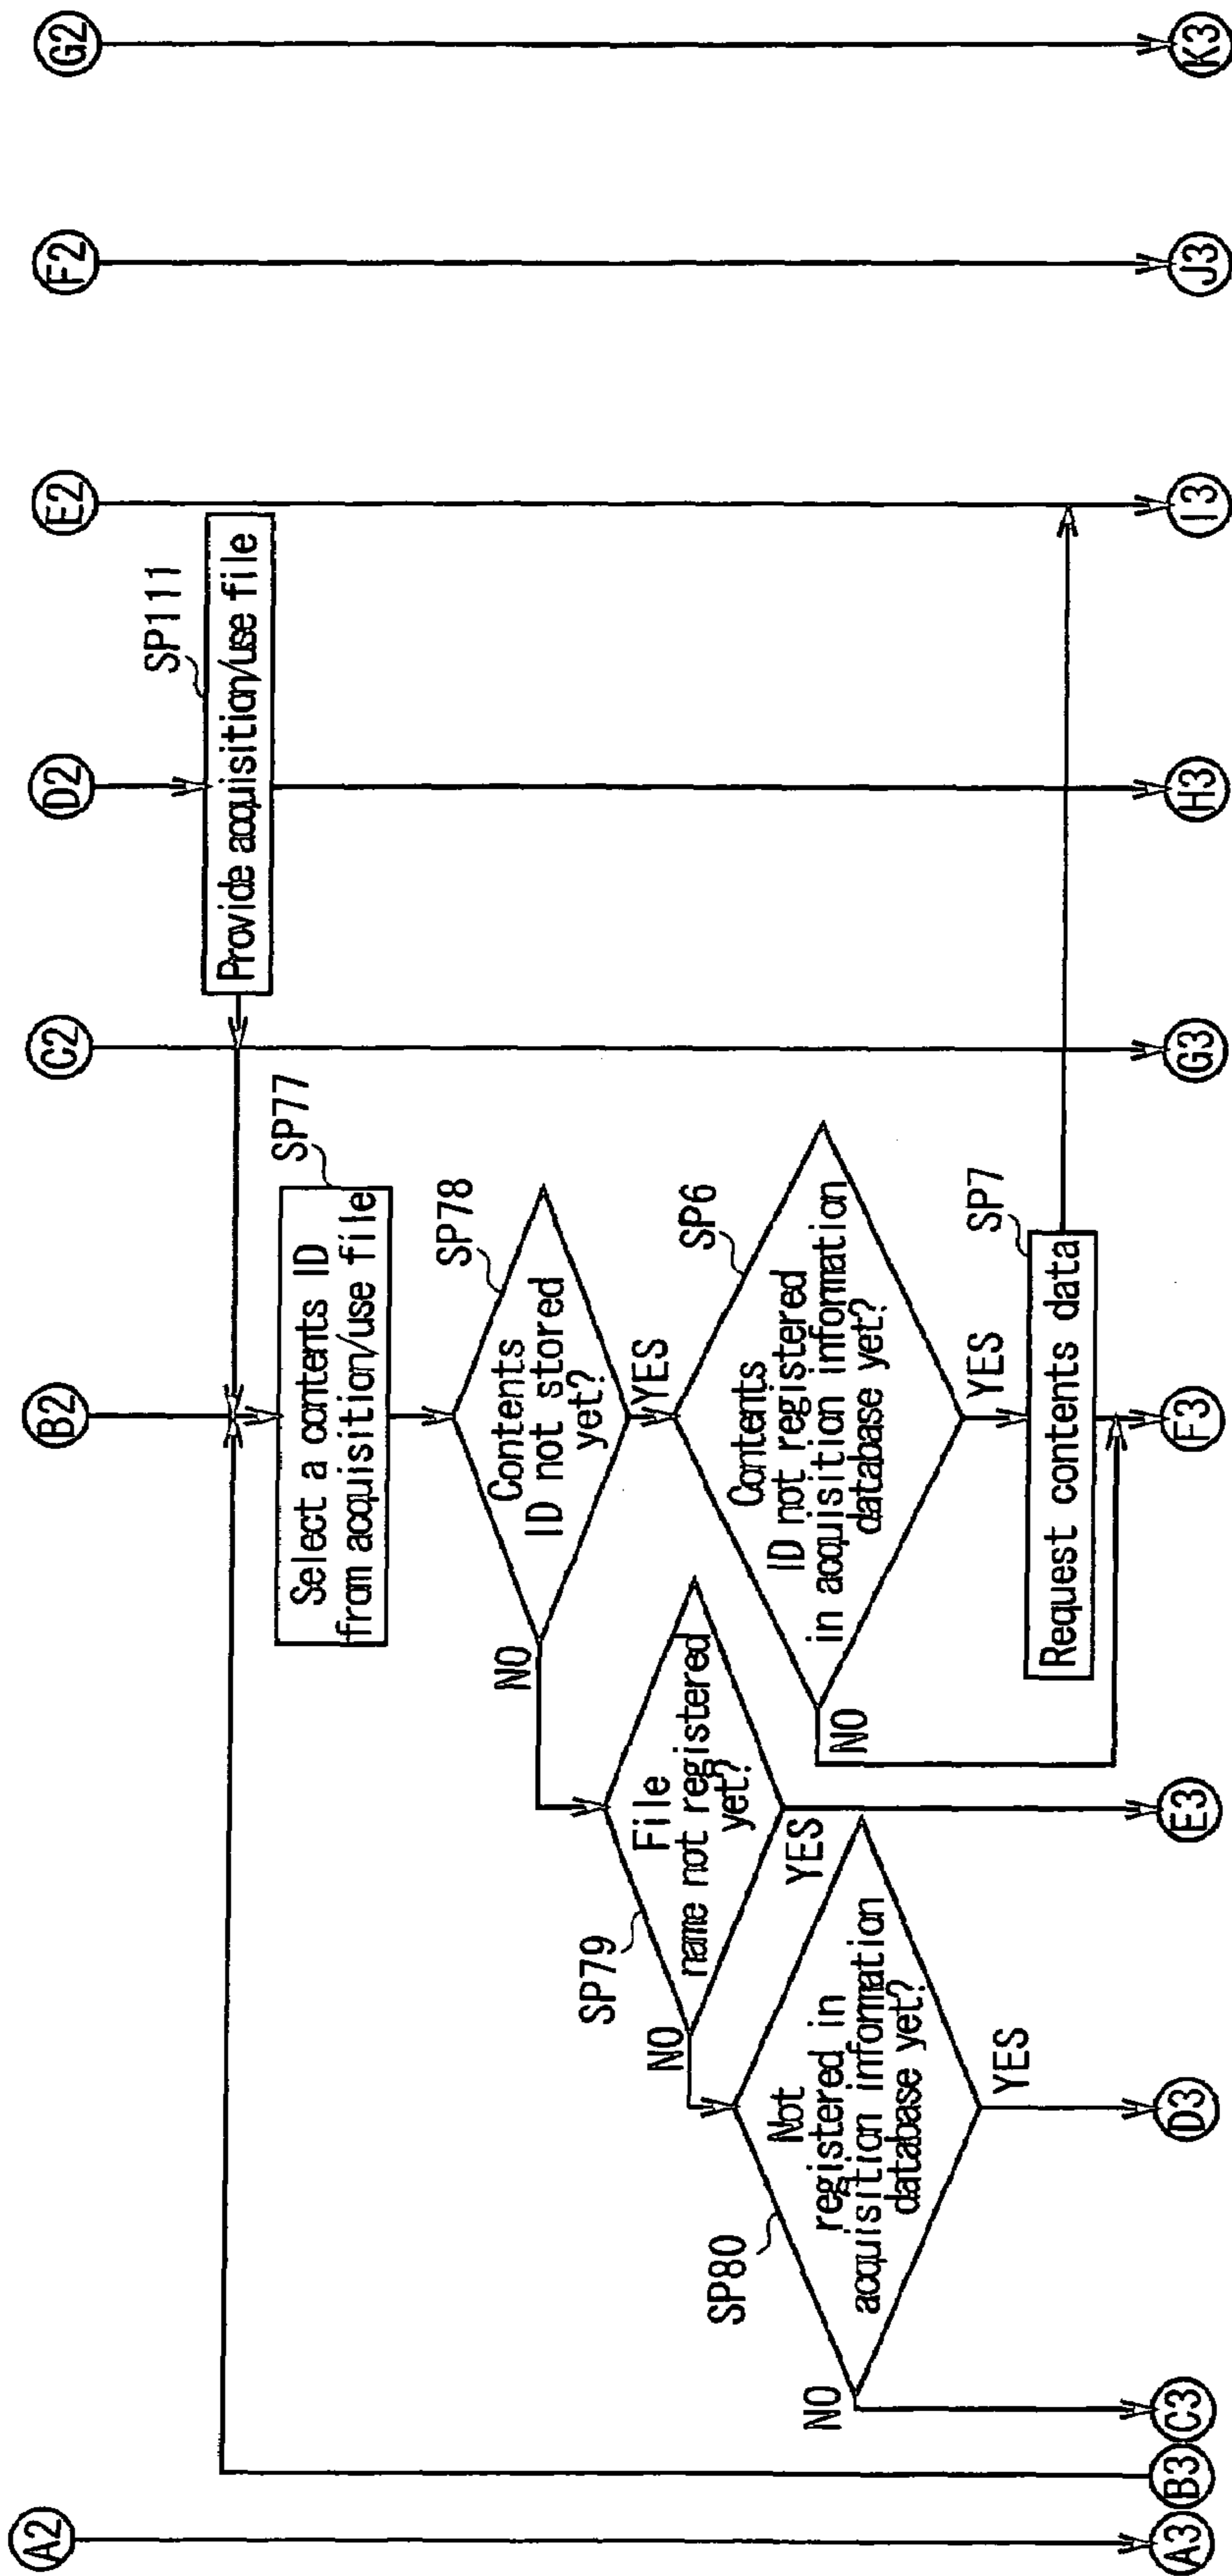 A2
B2
C2
D2
E2
F2
G2
SP111
Provide acquisition/use file
SP77
Select a contents ID
from acquisition/use file
SP78
Contents
ID not stored
yet?
NO
YES
SP79
File
name not registered
yet?
NO
YES
SP6
Contents
ID not registered
in acquisition information
database yet?
NO
YES
SP80
Not
registered in
acquisition information
database yet?
NO
YES
SP7
Request contents data
A3
B3
C3
D3
E3
F3
G3
H3
I3
J3
K3